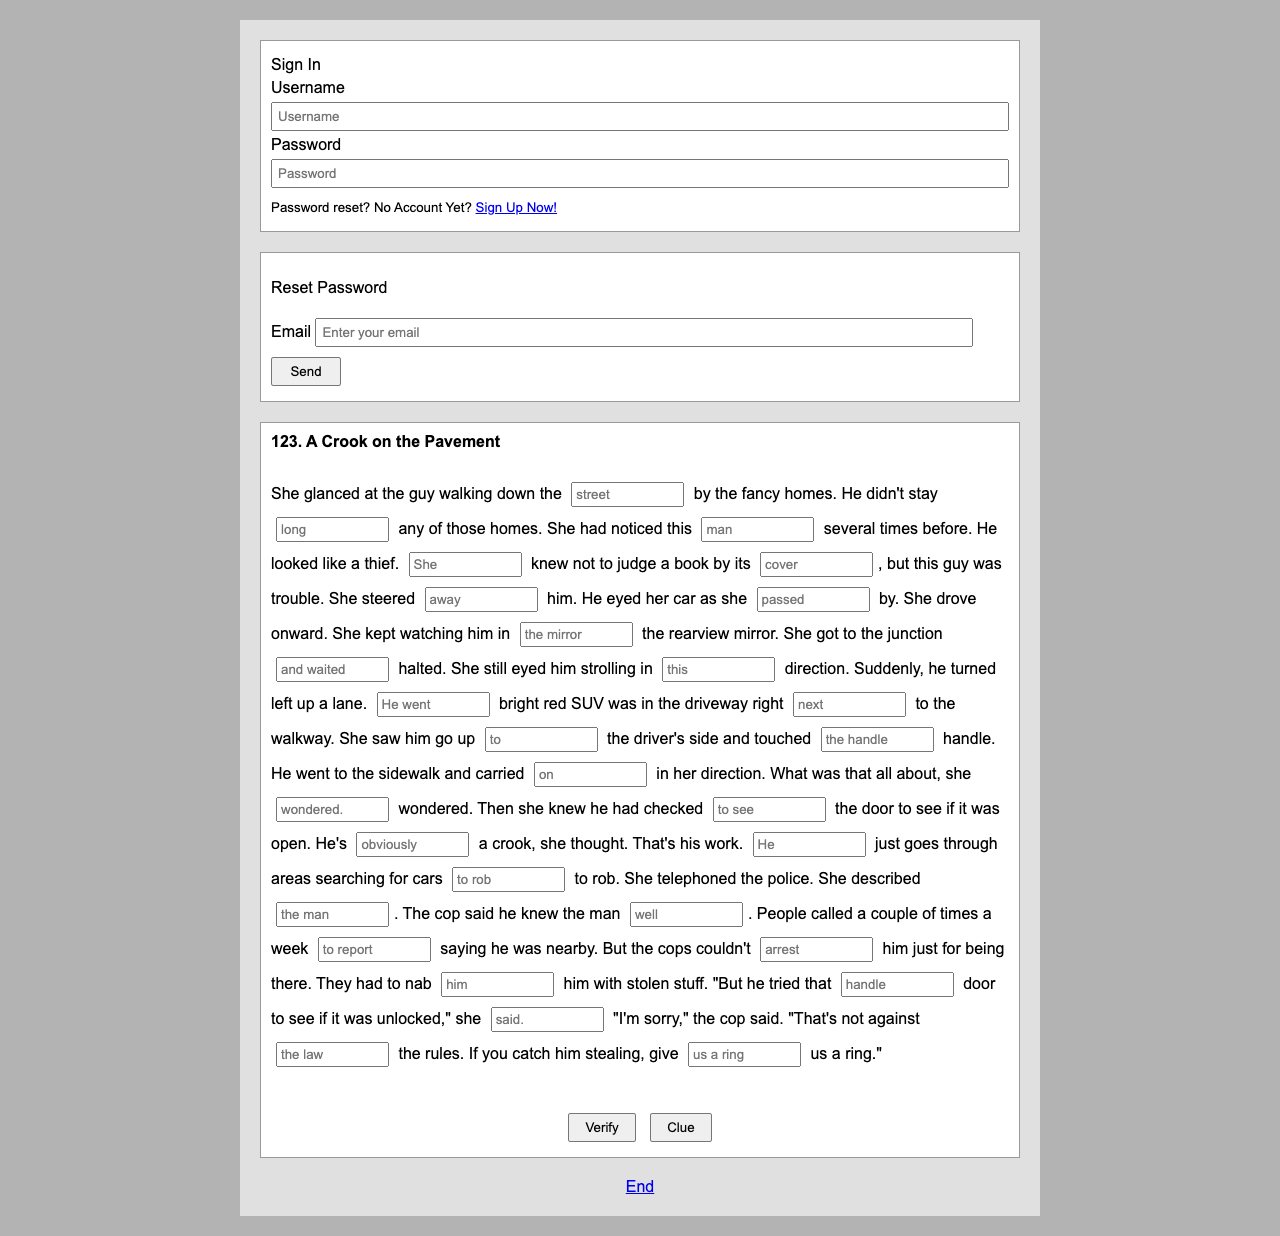 Sign In
Username
Username
Password
Password
Password reset? No Account Yet? Sign Up Now!
Reset Password
Email Enter your email
Send
123. A Crook on the Pavement
She glanced at the guy walking down the street by the fancy homes. He didn't stay
long any of those homes. She had noticed this man several times before. He
looked like a thief. She knew not to judge a book by its cover , but this guy was
trouble. She steered away him. He eyed her car as she passed by. She drove
onward. She kept watching him in the mirror the rearview mirror. She got to the junction
and waited halted. She still eyed him strolling in this direction. Suddenly, he turned
left up a lane. He went bright red SUV was in the driveway right next to the
walkway. She saw him go up to the driver's side and touched the handle handle.
He went to the sidewalk and carried on in her direction. What was that all about, she
wondered. wondered. Then she knew he had checked to see the door to see if it was
open. He's obviously a crook, she thought. That's his work. He just goes through
areas searching for cars to rob to rob. She telephoned the police. She described
the man . The cop said he knew the man well . People called a couple of times a
week to report saying he was nearby. But the cops couldn't arrest him just for being
there. They had to nab him him with stolen stuff. "But he tried that handle door
to see if it was unlocked," she said. "I'm sorry," the cop said. "That's not against
the law the rules. If you catch him stealing, give us a ring us a ring."
Verify Clue
End